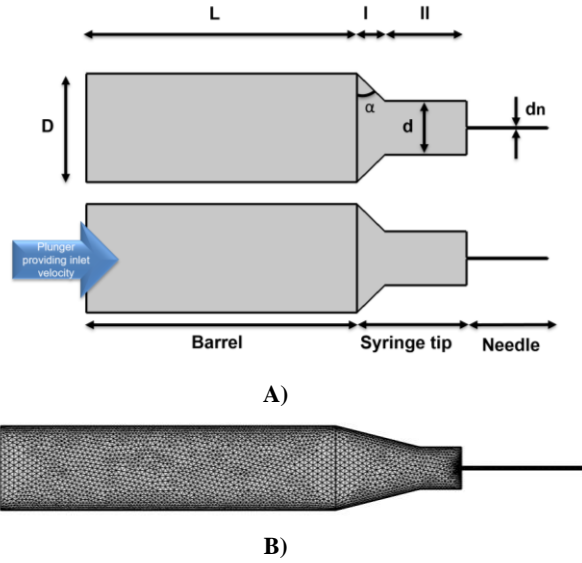 L I II
D α d dn
Plunger
providing inlet
velocity
Barrel Syringe tip Needle
A)
B)